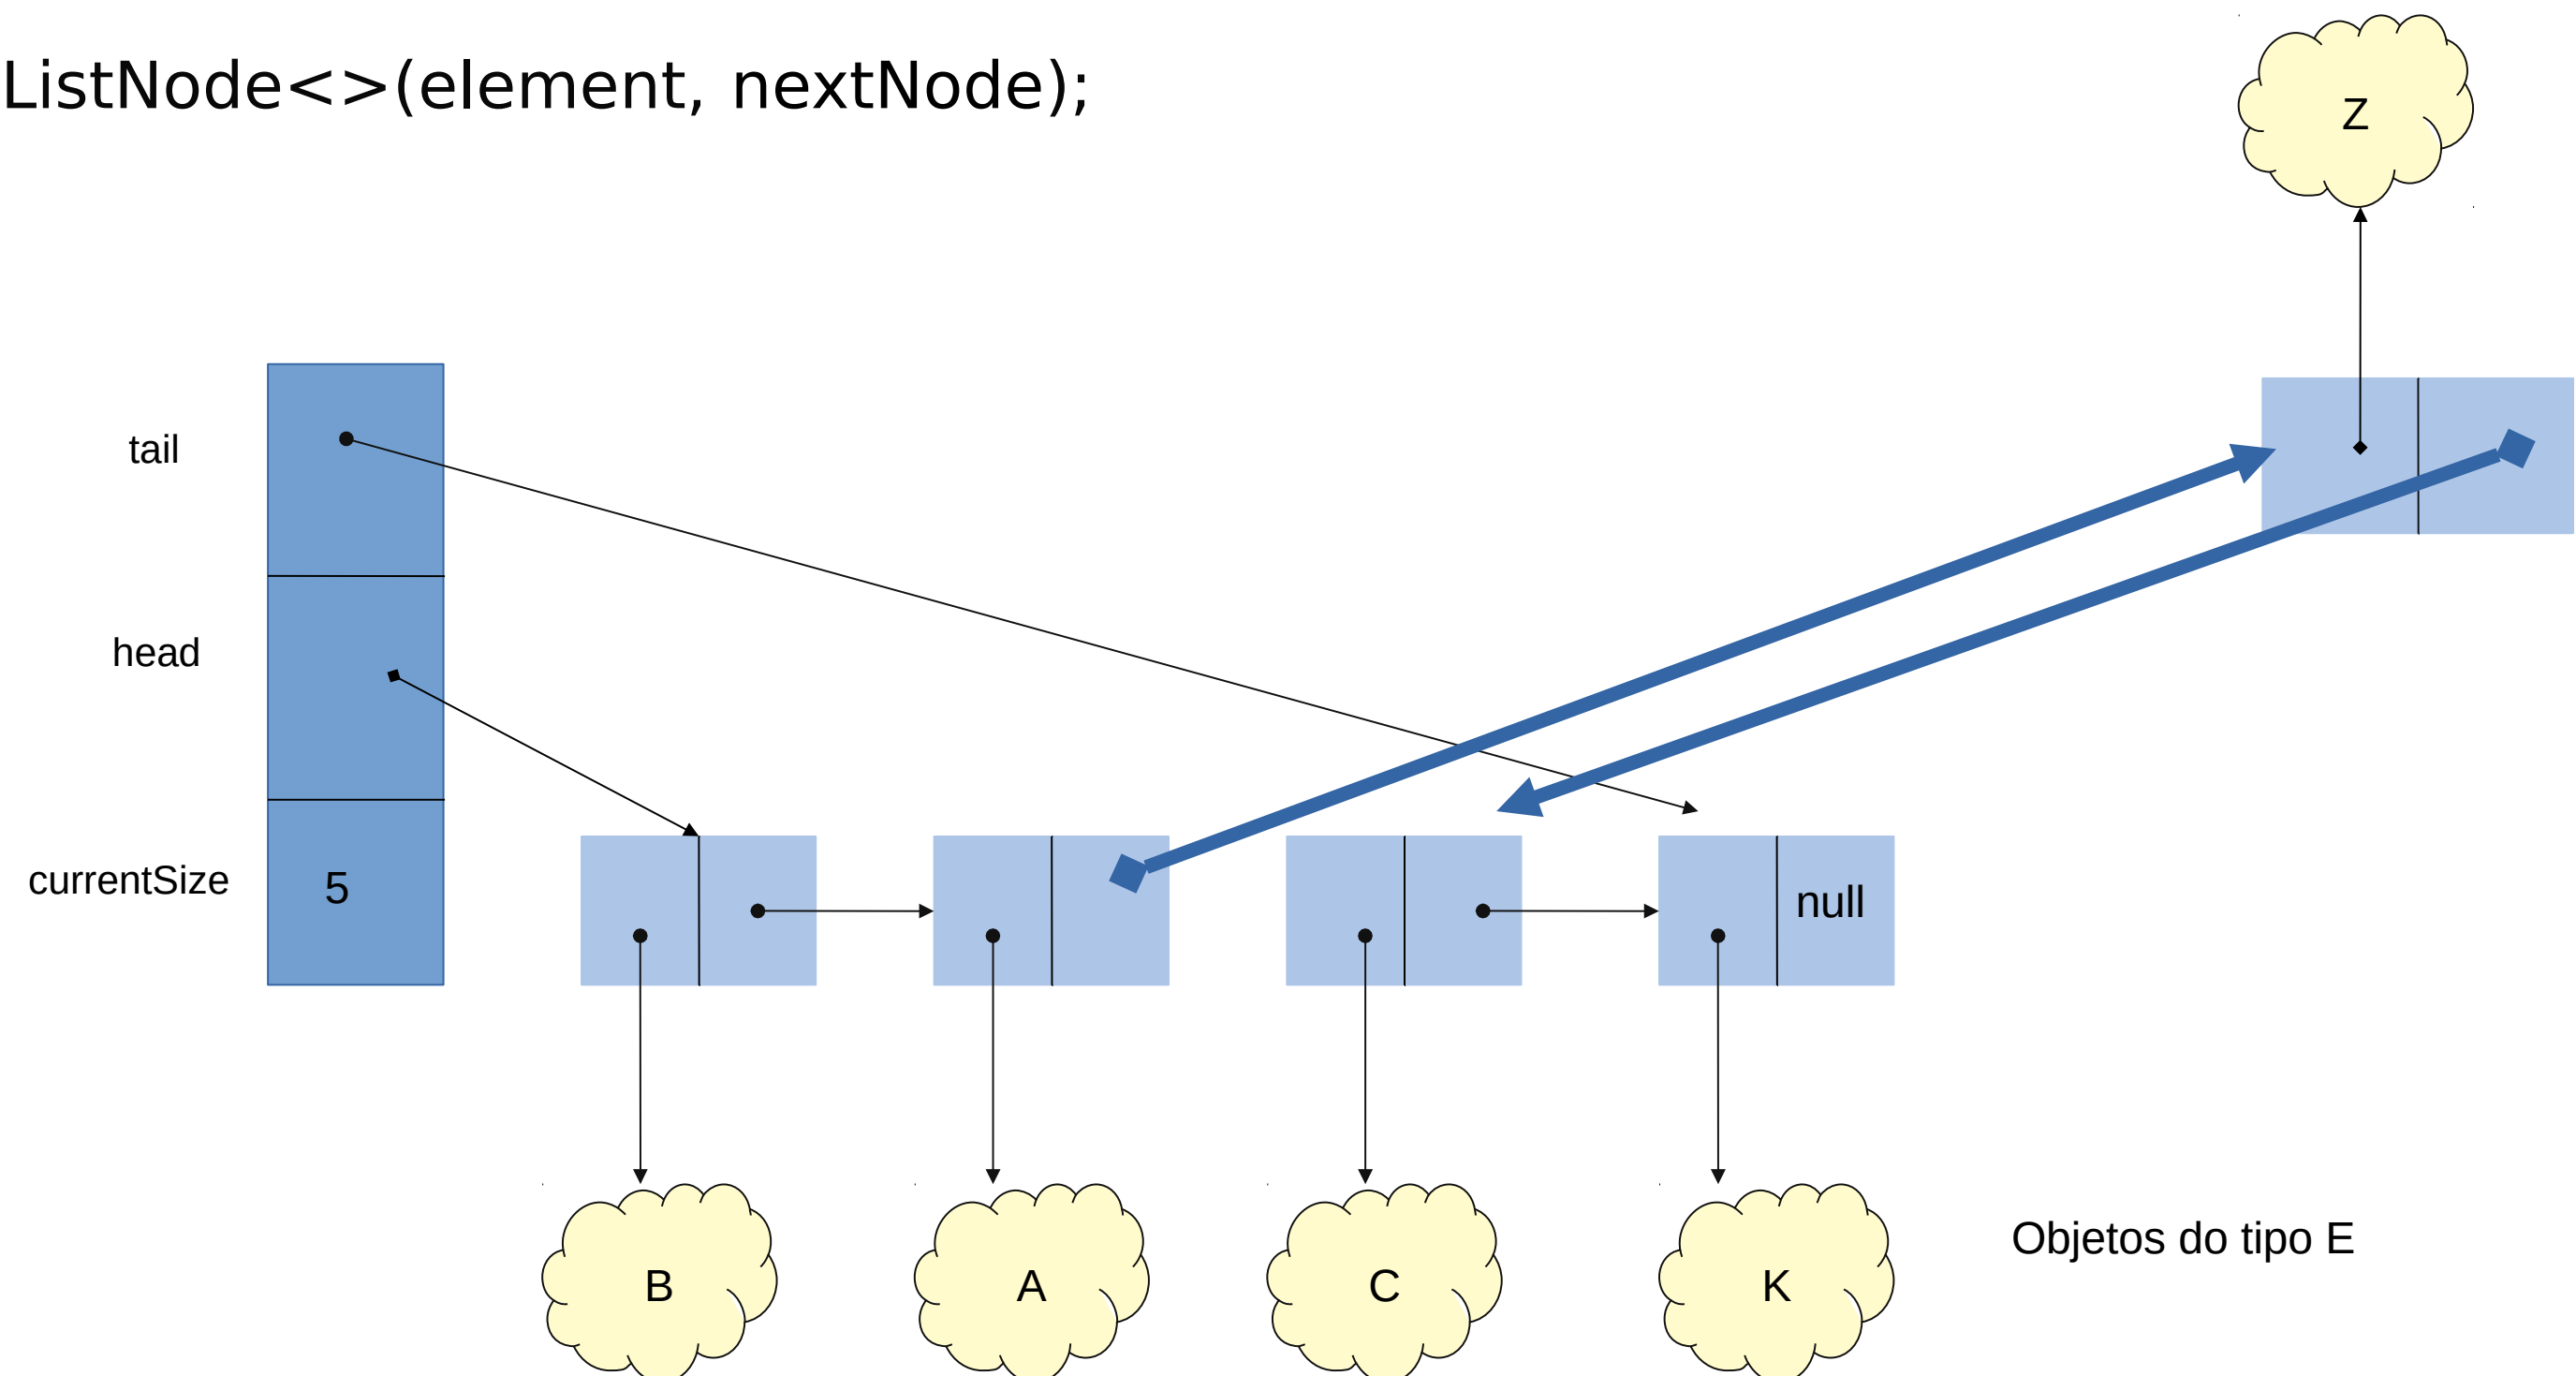 ListNode<>(element, nextNode);
Z
tail
head
currentSize
5
null
B
A
C
K
Objetos do tipo E